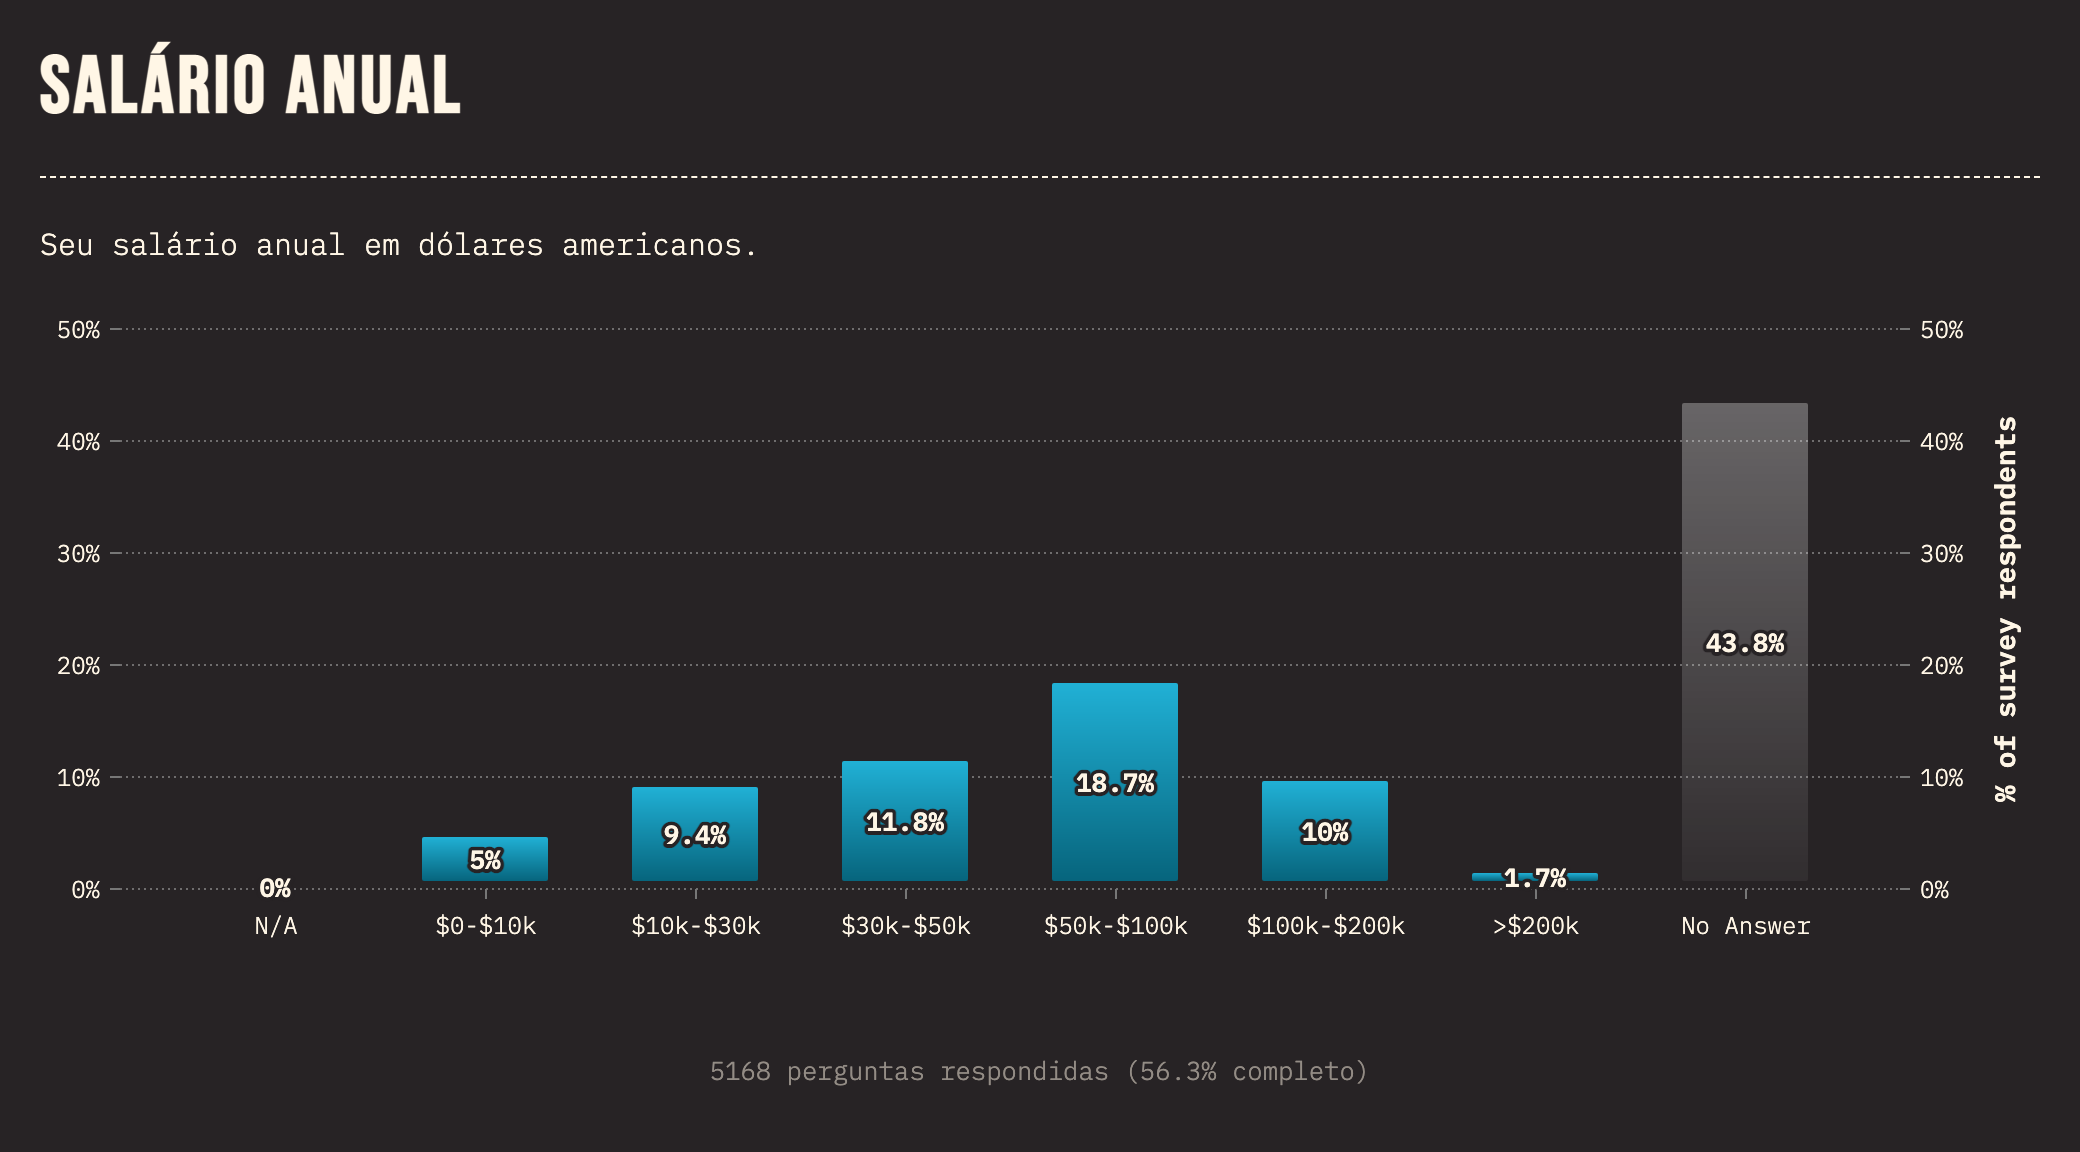 SALÁRIO ANUAL
Seu salário anual em dólares americanos.
50%
50%
40%
40%
30%
30%
20%
20%
10%
10%
0%
0%
% of survey respondents
0%
5%
9.4%
11.8%
18.7%
10%
1.7%
43.8%
N/A
$0-$10k
$10k-$30k
$30k-$50k
$50k-$100k
$100k-$200k
>$200k
No Answer
5168 perguntas respondidas (56.3% completo)